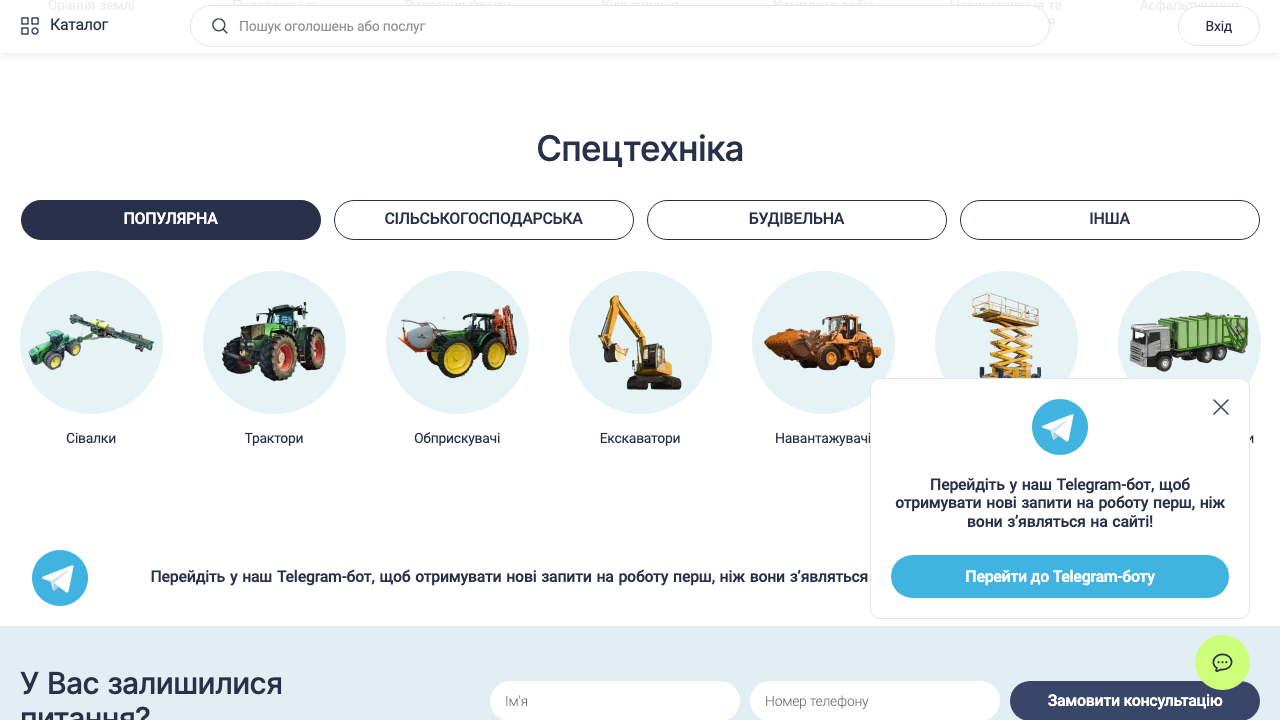 Орання землі
Каталог
Пошук оголошень або послуг
Вхід
Спецтехніка
ПОПУЛЯРНА
СІЛЬСЬКОГОСПОДАРСЬКА
БУДІВЕЛЬНА
ІНША
Сівалки
Трактори
Обприскувачі
Екскаватори
Навантажувачі
Перейдіть у наш Telegram-бот, щоб
отримувати нові запити на роботу перш, ніж
вони з’являться на сайті!
Перейти до Telegram-боту
Перейдіть у наш Telegram-бот, щоб отримувати нові запити на роботу перш, ніж вони з’являться
У Вас залишилися
питання?
Ім'я
Номер телефону
Замовити консультацію